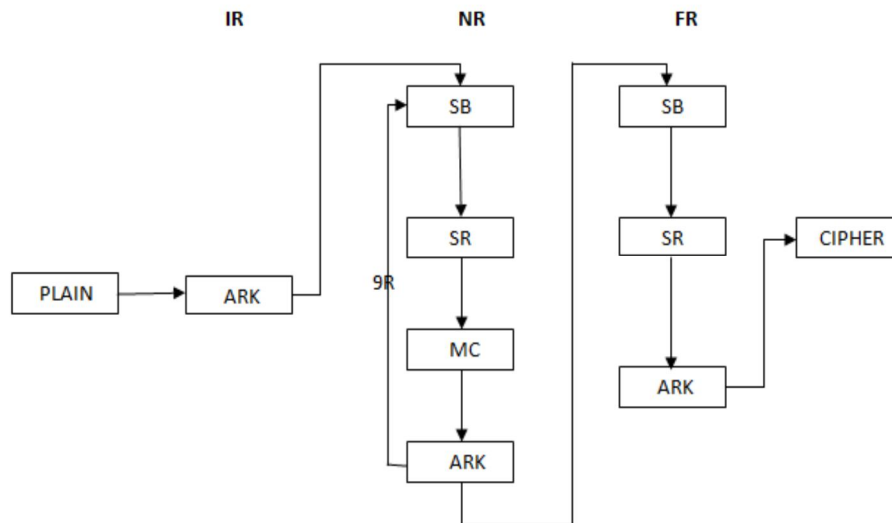 IR NR FR
SB SB
SR SR CIPHER
9R
PLAIN ARK
MC
ARK
ARK